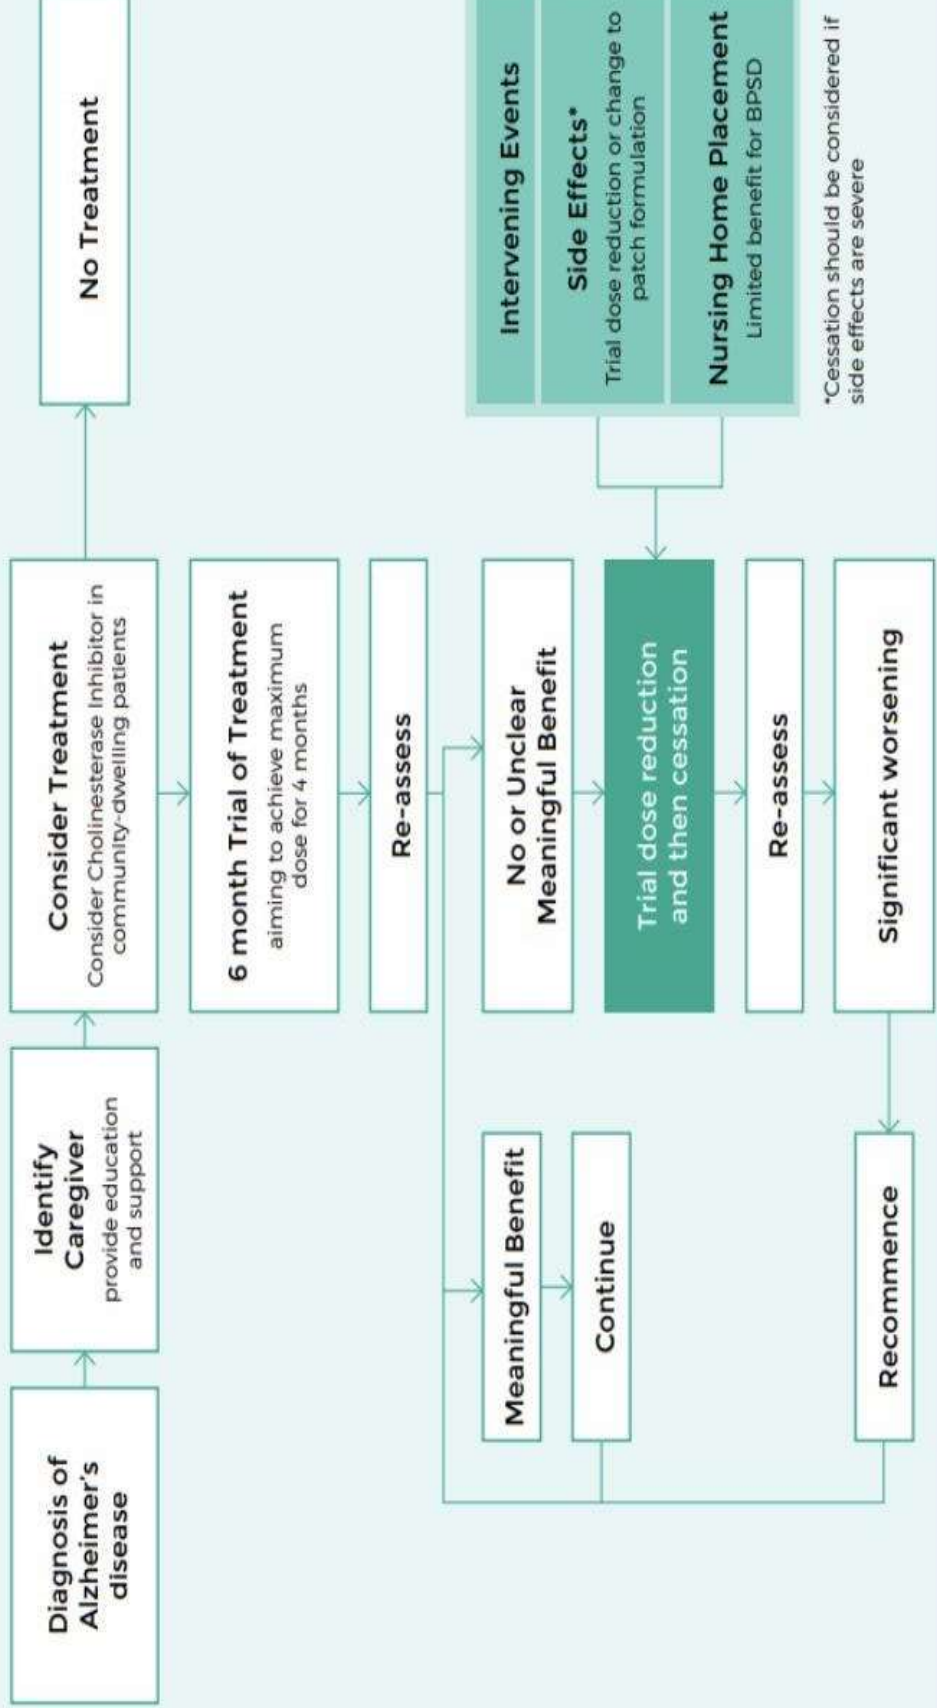 Diagnosis of
Alzheimer's
disease
Identify
Caregiver
provide education
and support
Consider Treatment
Consider Cholinesterase Inhibitor in
community-dwelling patients
No Treatment
6 month Trial of Treatment
aiming to achieve maximum
dose for 4 months
Re-assess
Meaningful Benefit
Continue
No or Unclear
Meaningful Benefit
Trial dose reduction
and then cessation
Re-assess
Significant worsening
Recommence
Intervening Events
Side Effects*
Trial dose reduction or change to
patch formulation
Nursing Home Placement
Limited benefit for BPSD
*Cessation should be considered if
side effects are severe